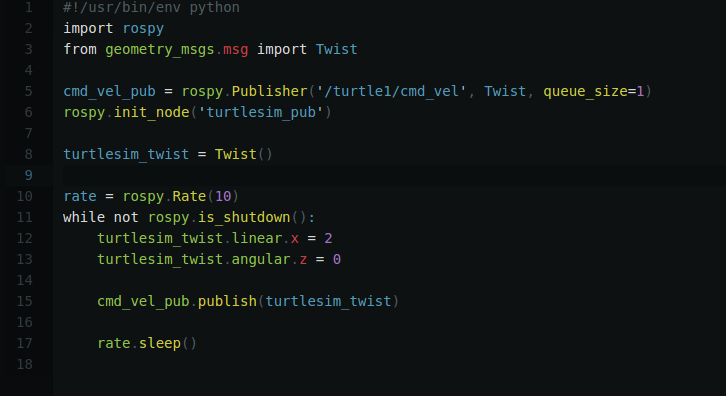 1 #!/usr/bin/env python
2 import rospy
3 from geometry_msgs.msg import Twist
4
5 cmd_vel_pub = rospy.Publisher('/turtle1/cmd_vel', Twist, queue_size=1)
6 rospy.init_node('turtlesim_pub')
7
8 turtlesim_twist = Twist()
9
10 rate = rospy.Rate(10)
11 while not rospy.is_shutdown():
12     turtlesim_twist.linear.x = 2
13     turtlesim_twist.angular.z = 0
14
15     cmd_vel_pub.publish(turtlesim_twist)
16
17     rate.sleep()
18